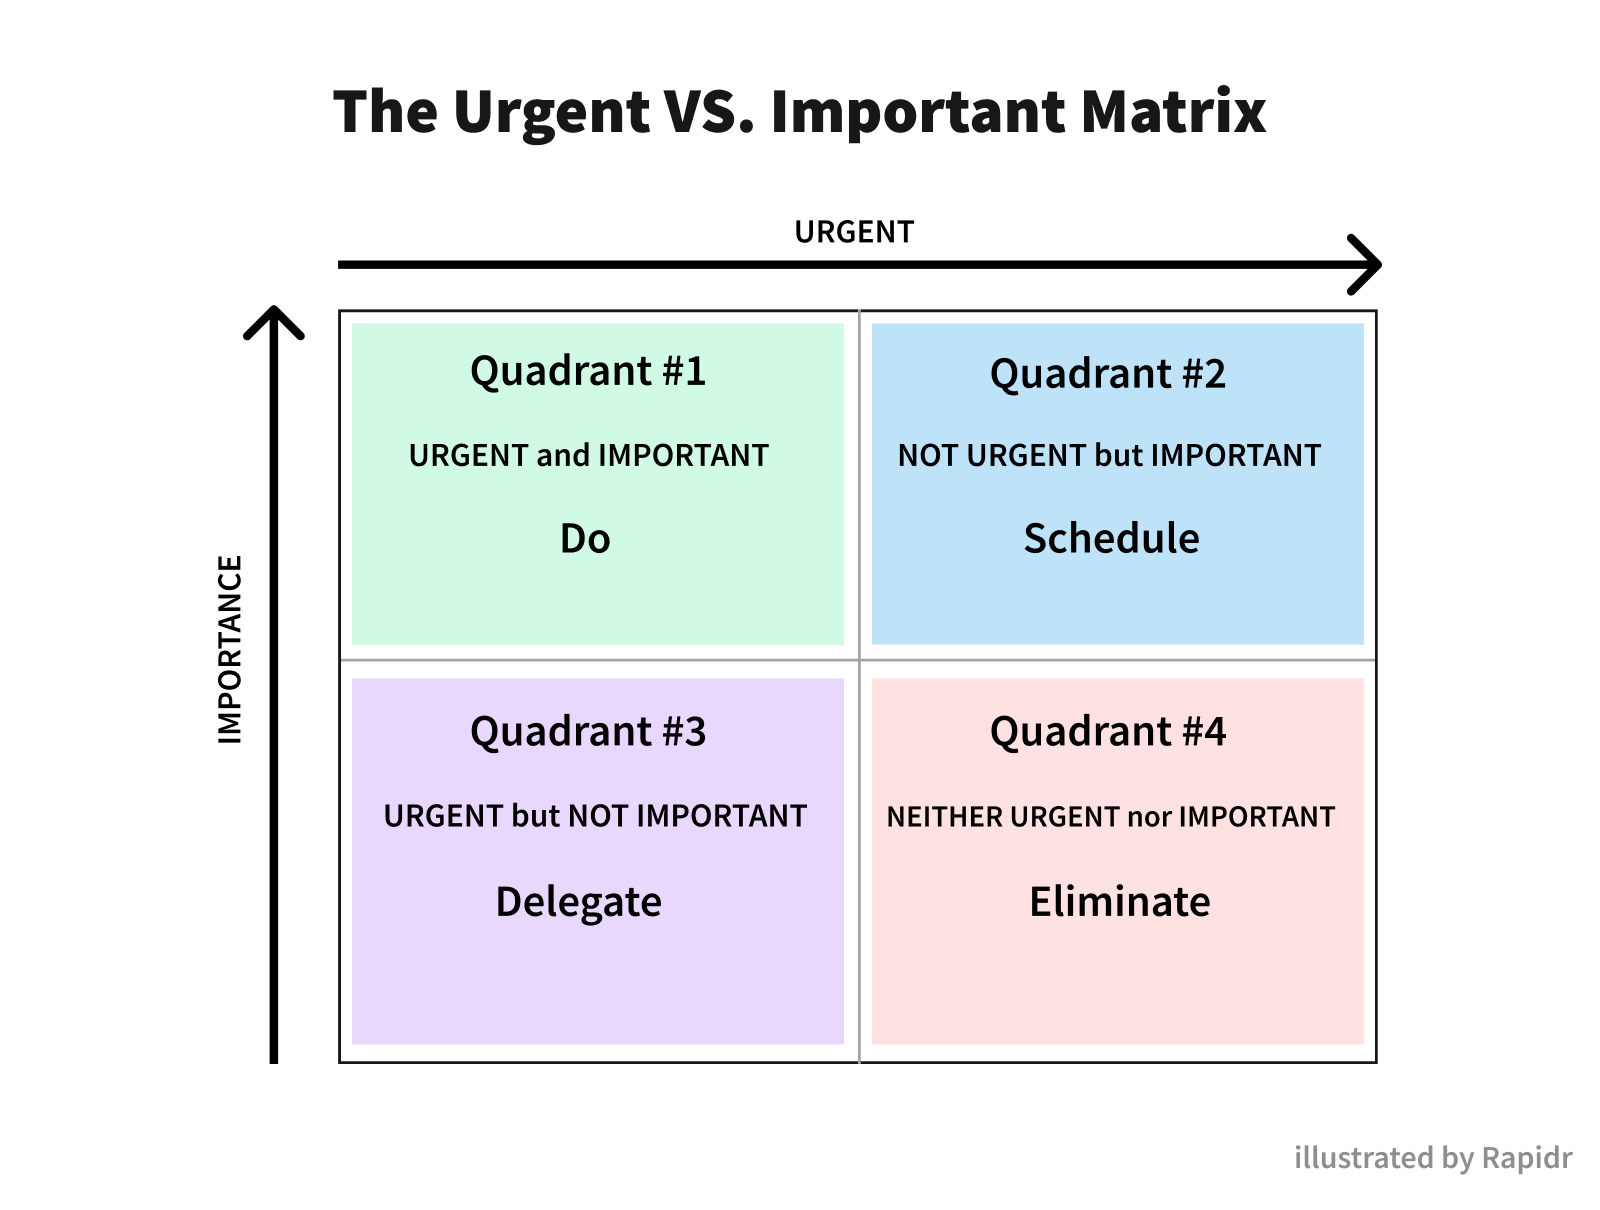 The Urgent VS. Important Matrix
URGENT
IMPORTANCE
Quadrant #1
URGENT and IMPORTANT
Do
Quadrant #2
NOT URGENT but IMPORTANT
Schedule
Quadrant #3
URGENT but NOT IMPORTANT
Delegate
Quadrant #4
NEITHER URGENT nor IMPORTANT
Eliminate
illustrated by Rapidr